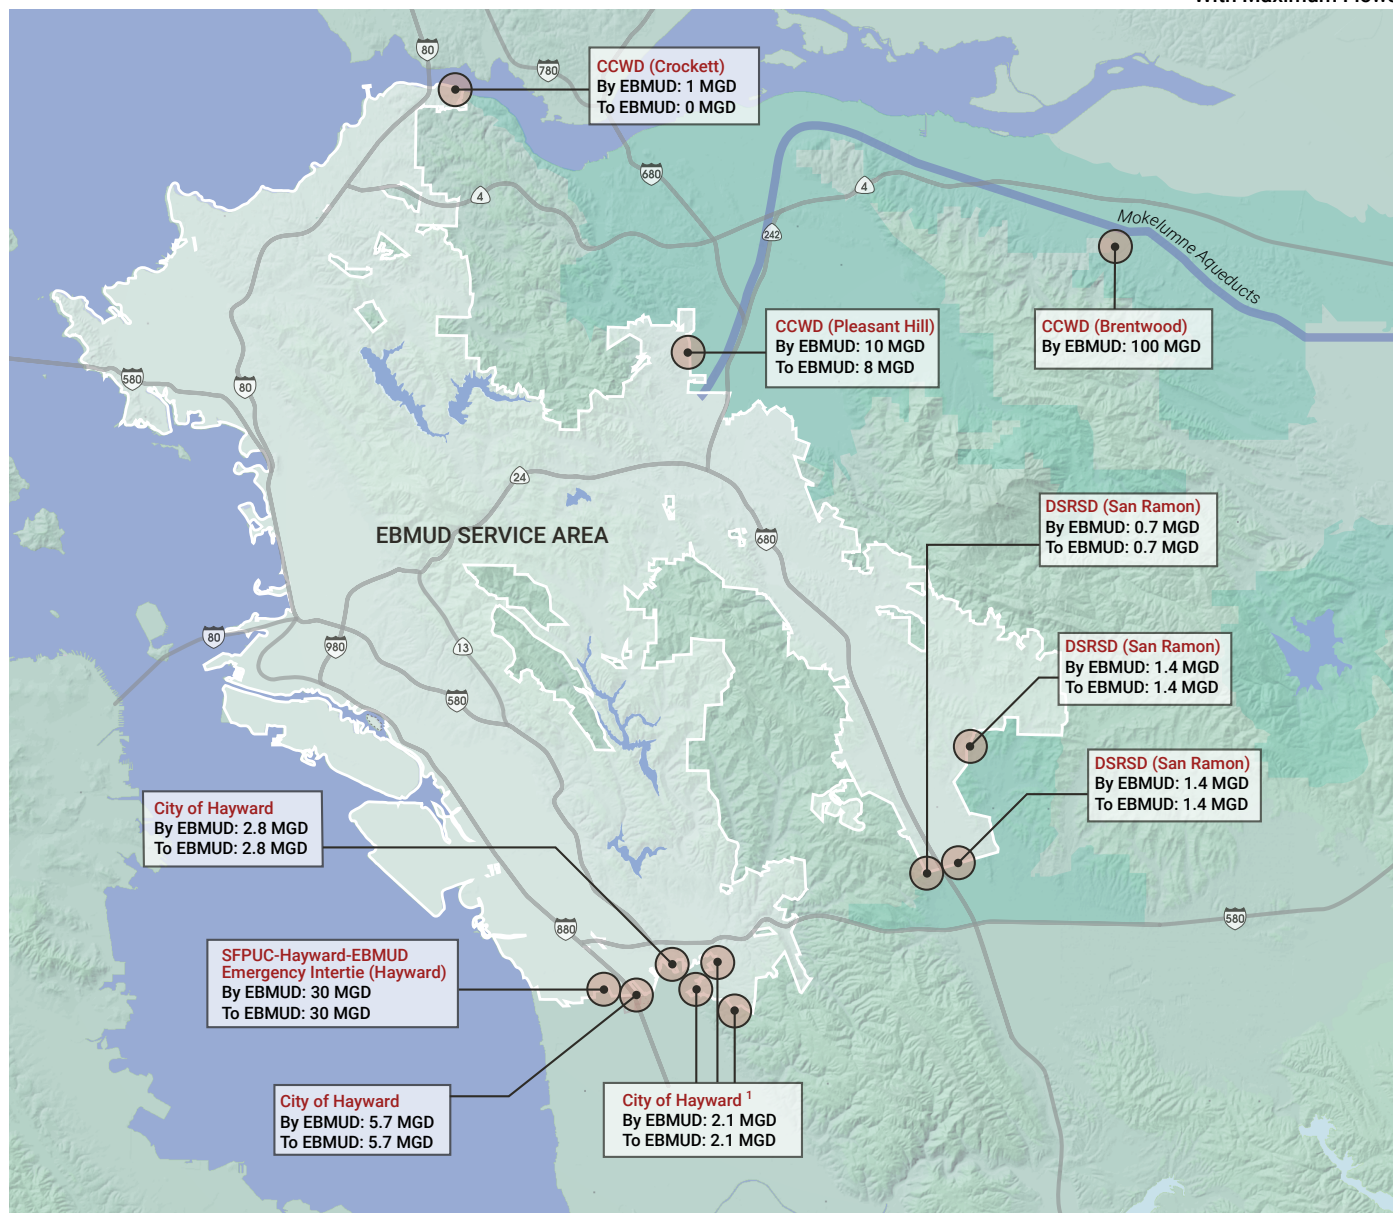 80
780
CCWD (Crockett)
By EBMUD: 1 MGD
To EBMUD: 0 MGD
680
4
4
242
Mokelumne Aqueducts
CCWD (Pleasant Hill)
By EBMUD: 10 MGD
To EBMUD: 8 MGD
CCWD (Brentwood)
By EBMUD: 100 MGD
580
80
24
EBMUD SERVICE AREA
680
DSRSD (San Ramon)
By EBMUD: 0.7 MGD
To EBMUD: 0.7 MGD
80
980
13
580
DSRSD (San Ramon)
By EBMUD: 1.4 MGD
To EBMUD: 1.4 MGD
DSRSD (San Ramon)
By EBMUD: 1.4 MGD
To EBMUD: 1.4 MGD
City of Hayward
By EBMUD: 2.8 MGD
To EBMUD: 2.8 MGD
880
580
SFPUC-Hayward-EBMUD
Emergency Intertie (Hayward)
By EBMUD: 30 MGD
To EBMUD: 30 MGD
City of Hayward
By EBMUD: 5.7 MGD
To EBMUD: 5.7 MGD
City of Hayward 1
By EBMUD: 2.1 MGD
To EBMUD: 2.1 MGD